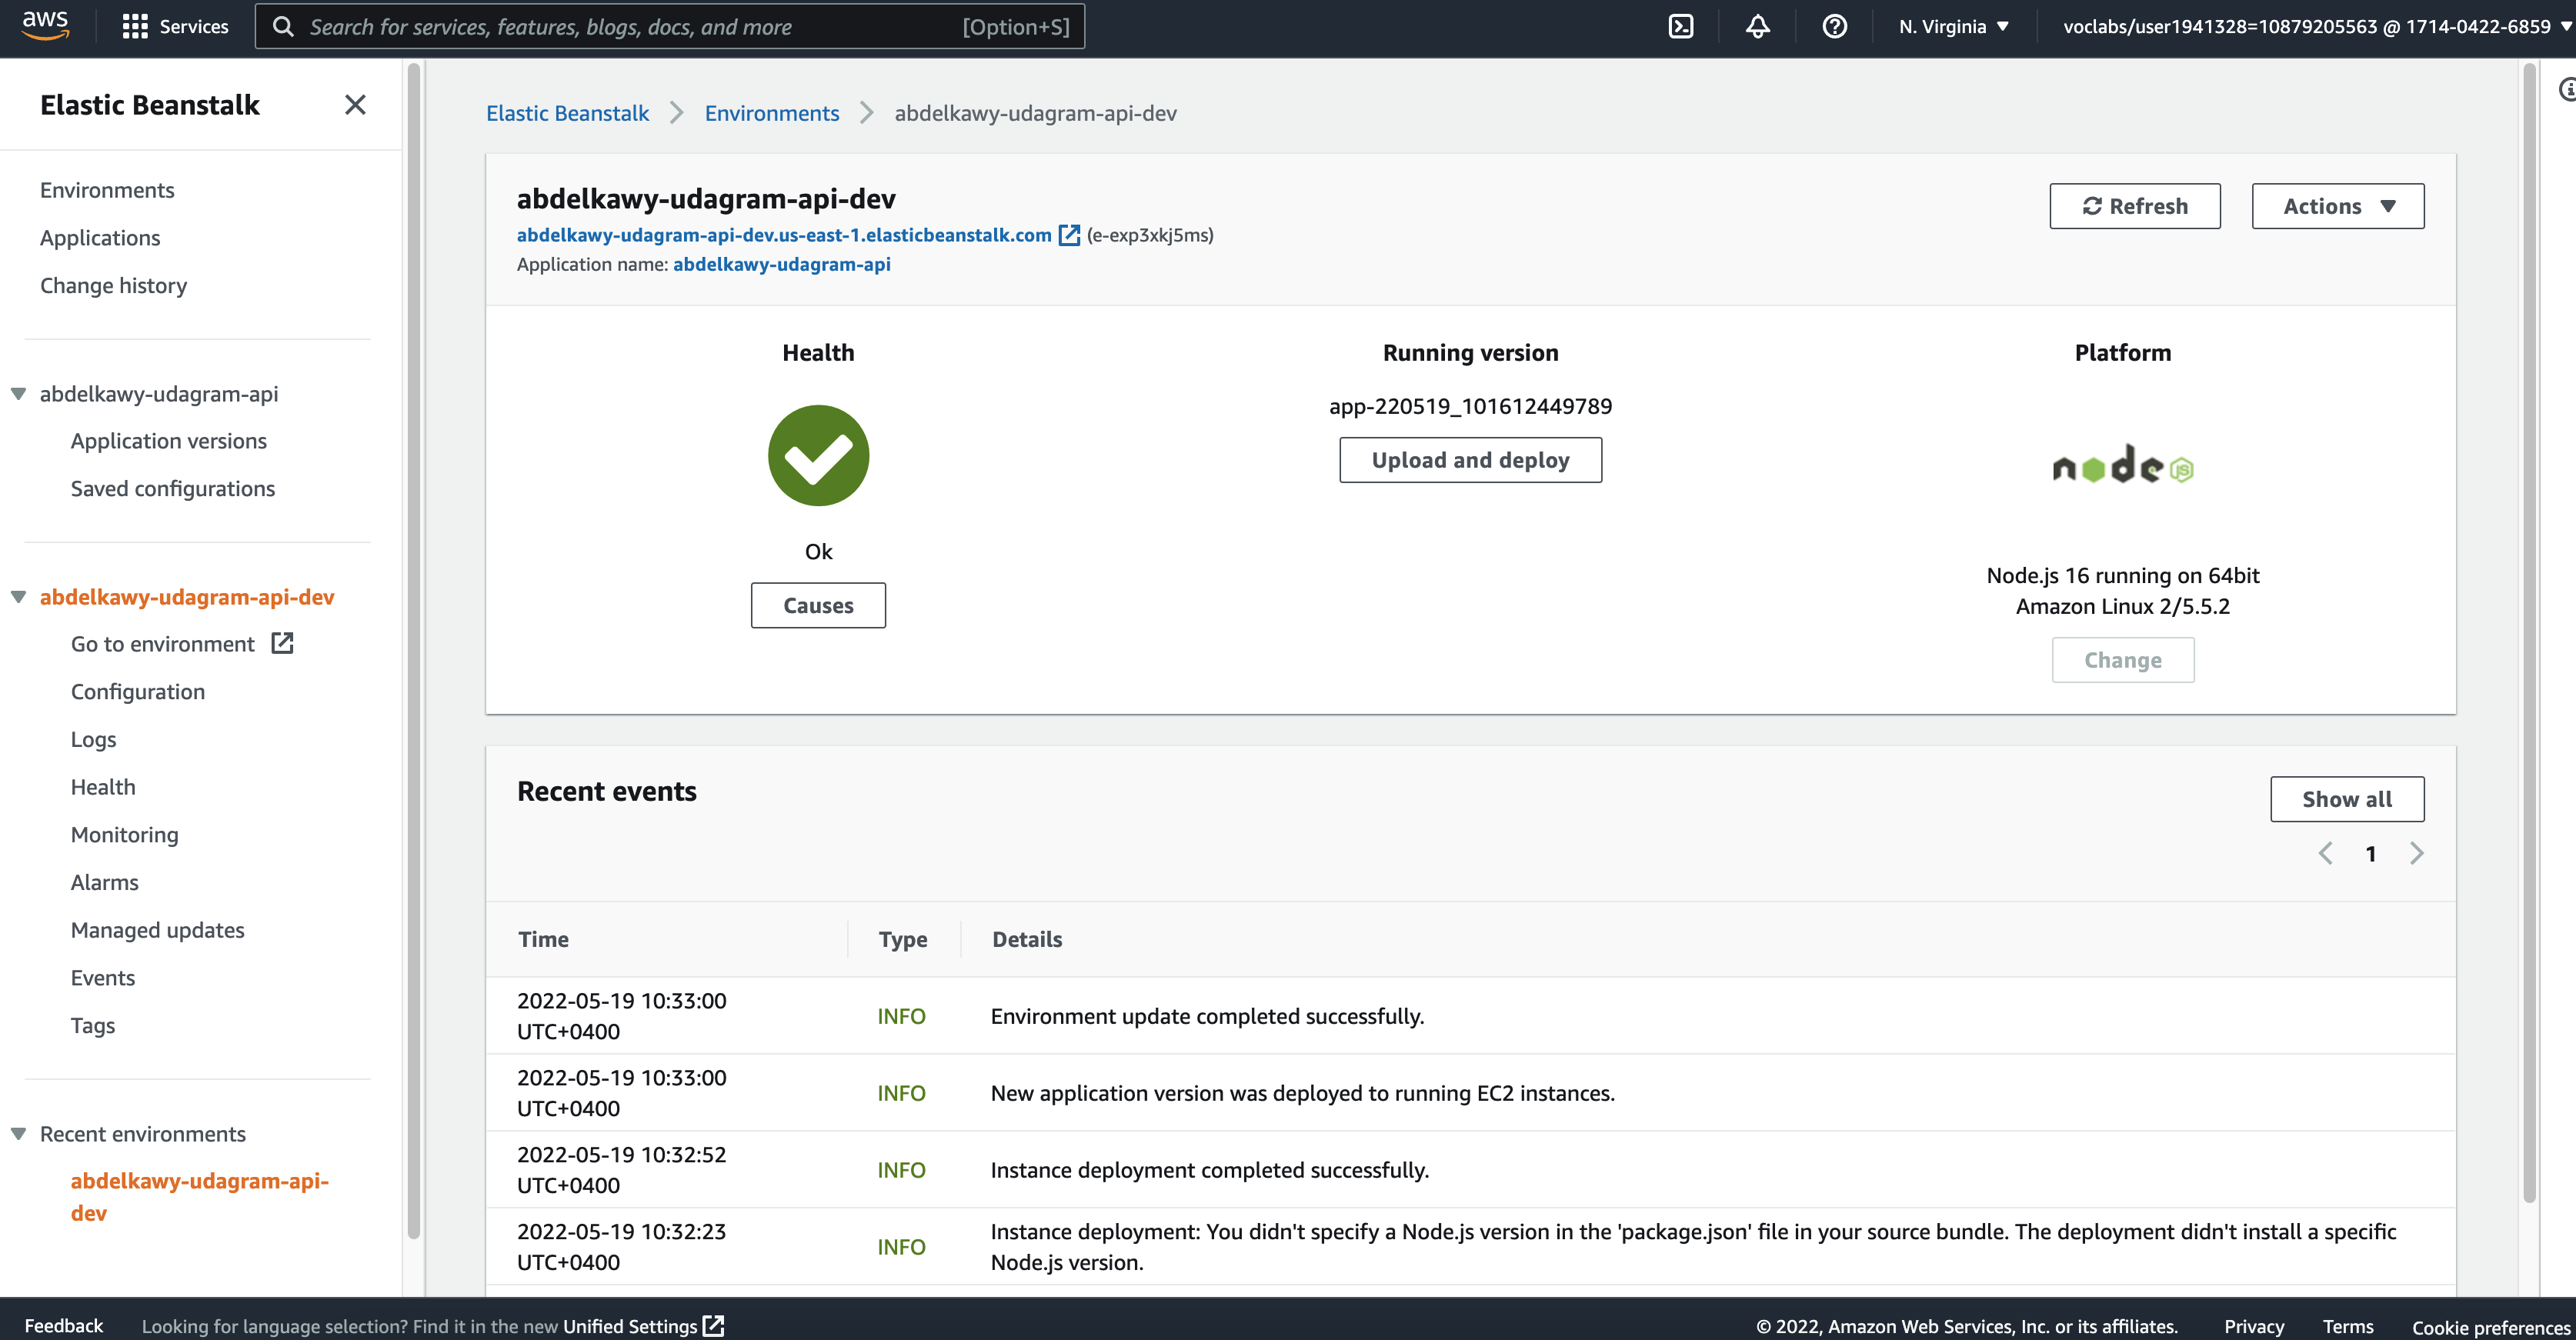 aws
Services
Search for services, features, blogs, docs, and more
[Option+S]
N. Virginia
voclabs/user1941328=10879205563 @ 1714-0422-6859
Elastic Beanstalk
Environments
Applications
Change history
abdelkawy-udagram-api
Application versions
Saved configurations
abdelkawy-udagram-api-dev
Go to environment
Configuration
Logs
Health
Monitoring
Alarms
Managed updates
Events
Tags
Recent environments
abdelkawy-udagram-api-
dev
Elastic Beanstalk
Environments
abdelkawy-udagram-api-dev
abdelkawy-udagram-api-dev
abdelkawy-udagram-api-dev.us-east-1.elasticbeanstalk.com (e-exp3xkj5ms)
Application name: abdelkawy-udagram-api
Refresh
Actions
Health
Ok
Causes
Running version
app-220519_101612449789
Upload and deploy
Platform
node JS
Node.js 16 running on 64bit
Amazon Linux 2/5.5.2
Change
Recent events
Show all
1
Time
Type
Details
2022-05-19 10:33:00
UTC+0400
INFO
Environment update completed successfully.
2022-05-19 10:33:00
UTC+0400
INFO
New application version was deployed to running EC2 instances.
2022-05-19 10:32:52
UTC+0400
INFO
Instance deployment completed successfully.
2022-05-19 10:32:23
UTC+0400
INFO
Instance deployment: You didn't specify a Node.js version in the 'package.json' file in your source bundle. The deployment didn't install a specific
Node.js version.
Feedback
Looking for language selection? Find it in the new Unified Settings
© 2022, Amazon Web Services, Inc. or its affiliates.
Privacy
Terms
Cookie preferences